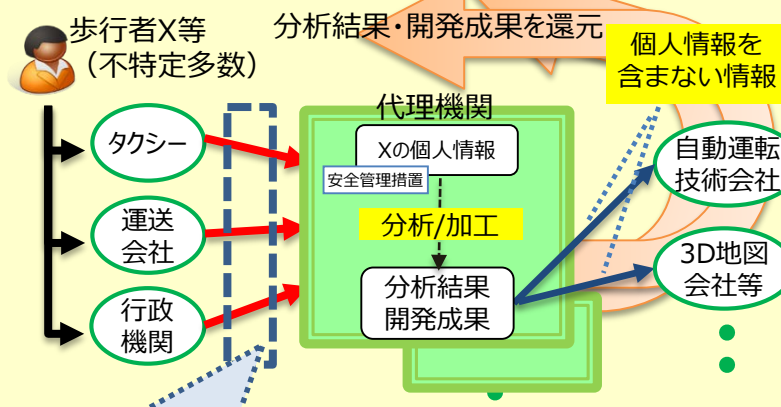 歩行者X等
（不特定多数）
分析結果・開発成果を還元
個人情報を
含まない情報
代理機関
タクシー
Xの個人情報
安全管理措置
自動運転
技術会社
運送
会社
分析/加工
3D地図
会社等
行政
機関
分析結果
開発成果